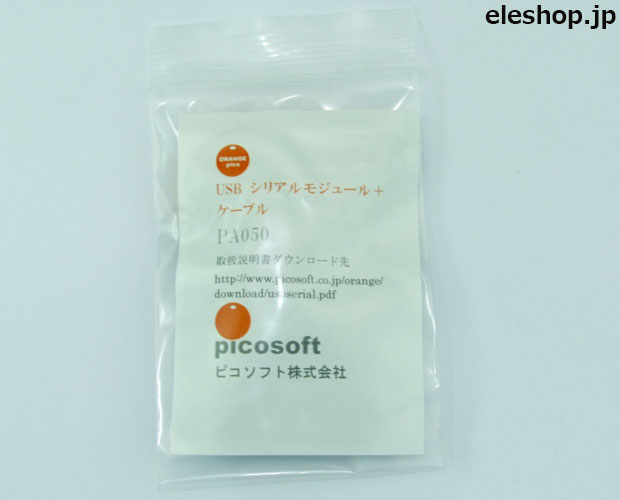 eleshop.jp
ORANGE
pico
USB シリアルモジュール＋
ケーブル
PA050
取扱説明書ダウンロード先
http://www.picosoft.co.jp/orange/
download/usbserial.pdf
picosoft
ピコソフト株式会社